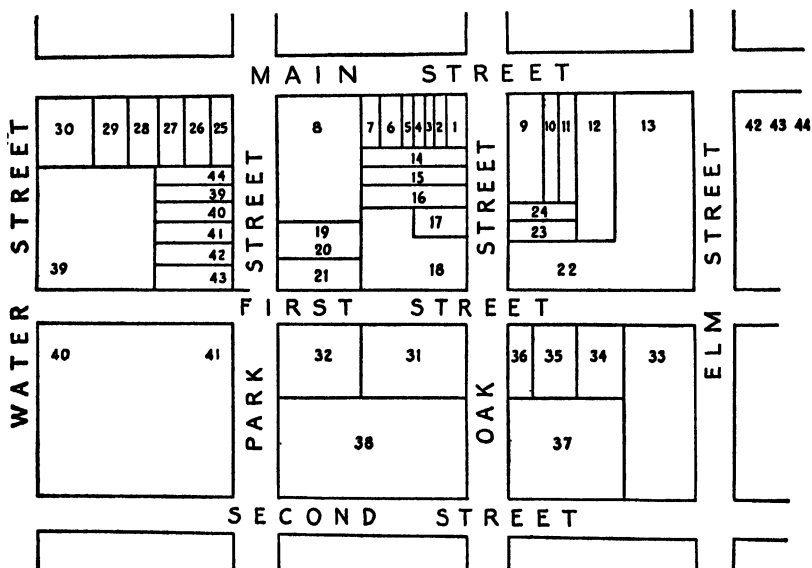 MAIN STREET
30 29 28 27 26 25 8 7 6 5 4 3 2 1 9 10 11 12 13 42 43 44
14
44 15
39 16
40 24
41 19 17 23
42 20
39 43 21 18 22
FIRST STREET
40 41 32 31 36 35 34 33
38 37
SECOND STREET
WATER STREET
PARK STREET
OAK STREET
ELM STREET